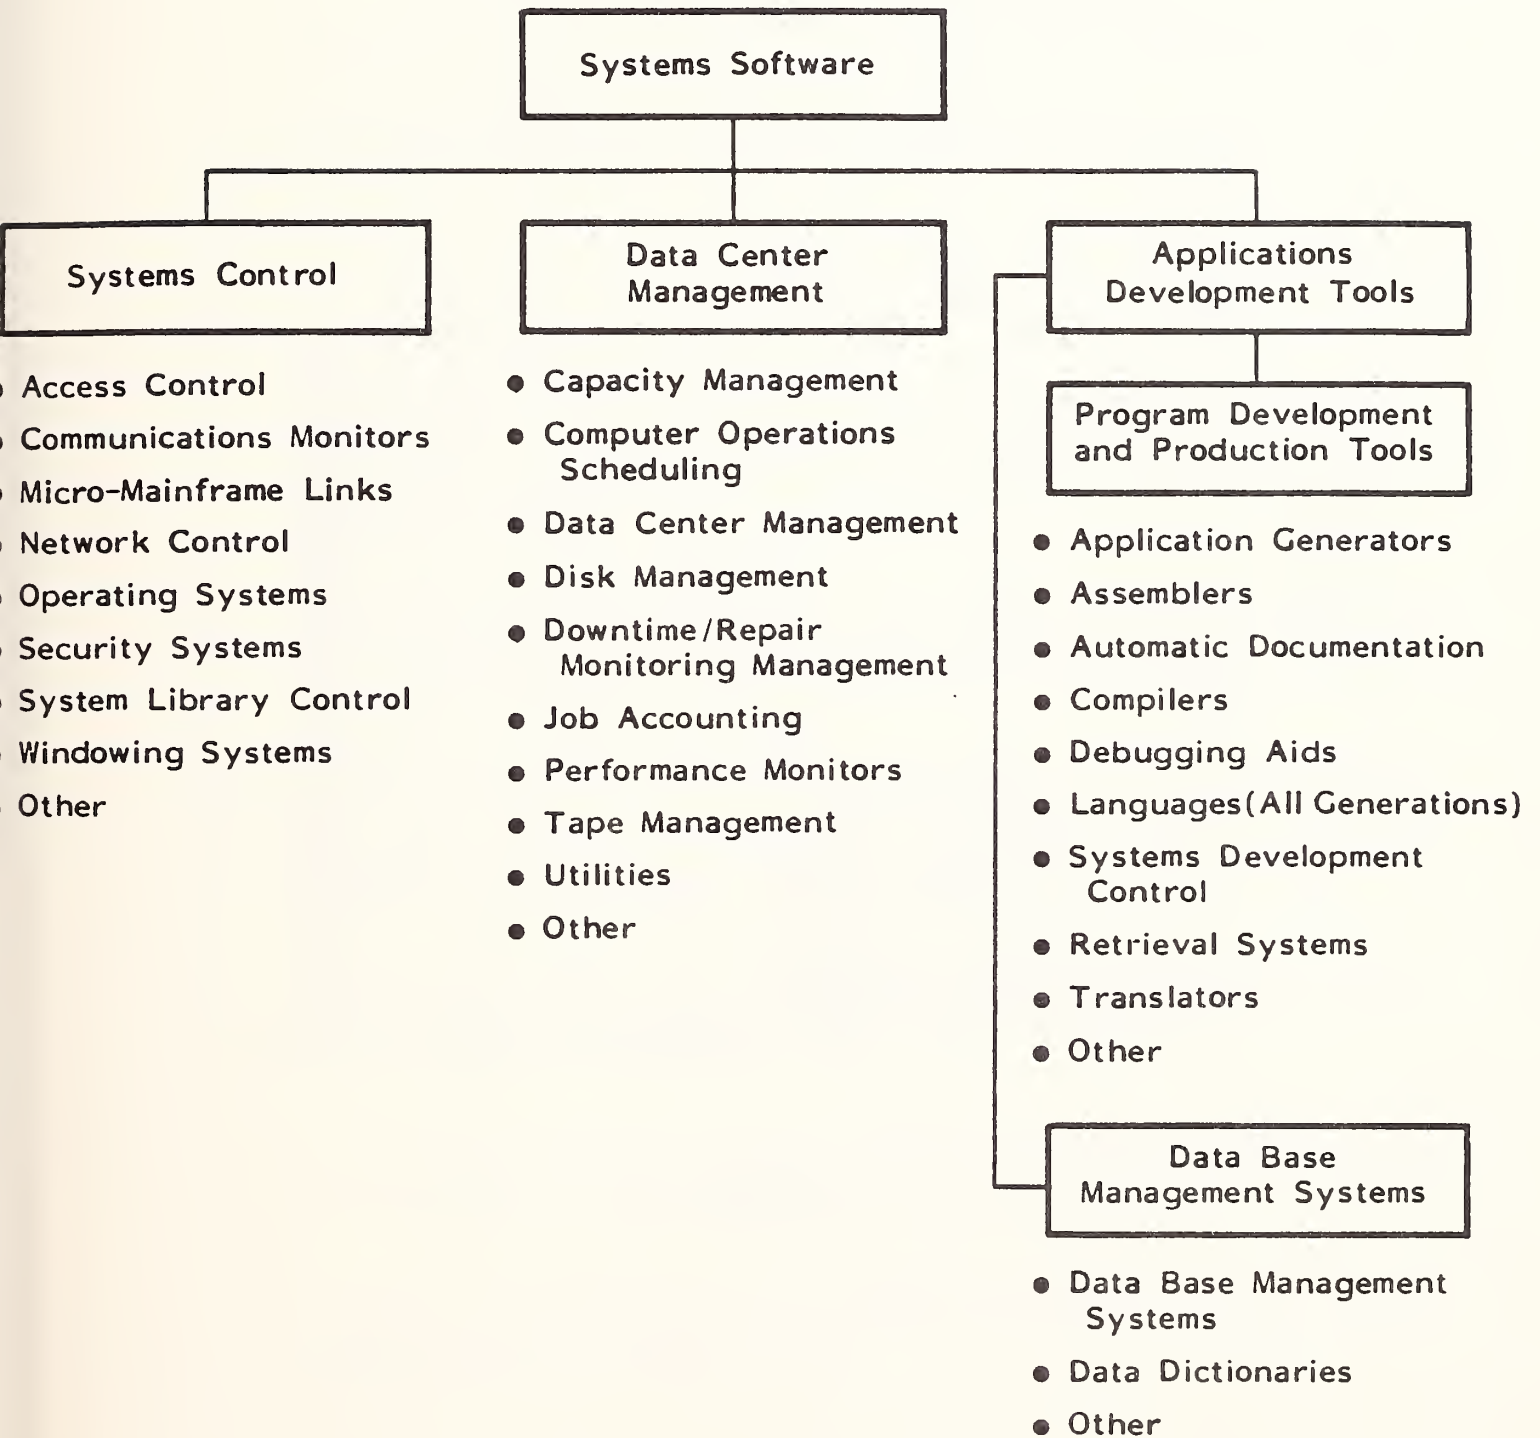 Systems Software
Systems Control
● Access Control
● Communications Monitors
● Micro-Mainframe Links
● Network Control
● Operating Systems
● Security Systems
● System Library Control
● Windowing Systems
● Other
Data Center
Management
● Capacity Management
● Computer Operations
Scheduling
● Data Center Management
● Disk Management
● Downtime/Repair
Monitoring Management
● Job Accounting
● Performance Monitors
● Tape Management
● Utilities
● Other
Applications
Development Tools
Program Development
and Production Tools
● Application Generators
● Assemblers
● Automatic Documentation
● Compilers
● Debugging Aids
● Languages(All Generations)
● Systems Development
Control
● Retrieval Systems
● Translators
● Other
Data Base
Management Systems
● Data Base Management
Systems
● Data Dictionaries
● Other